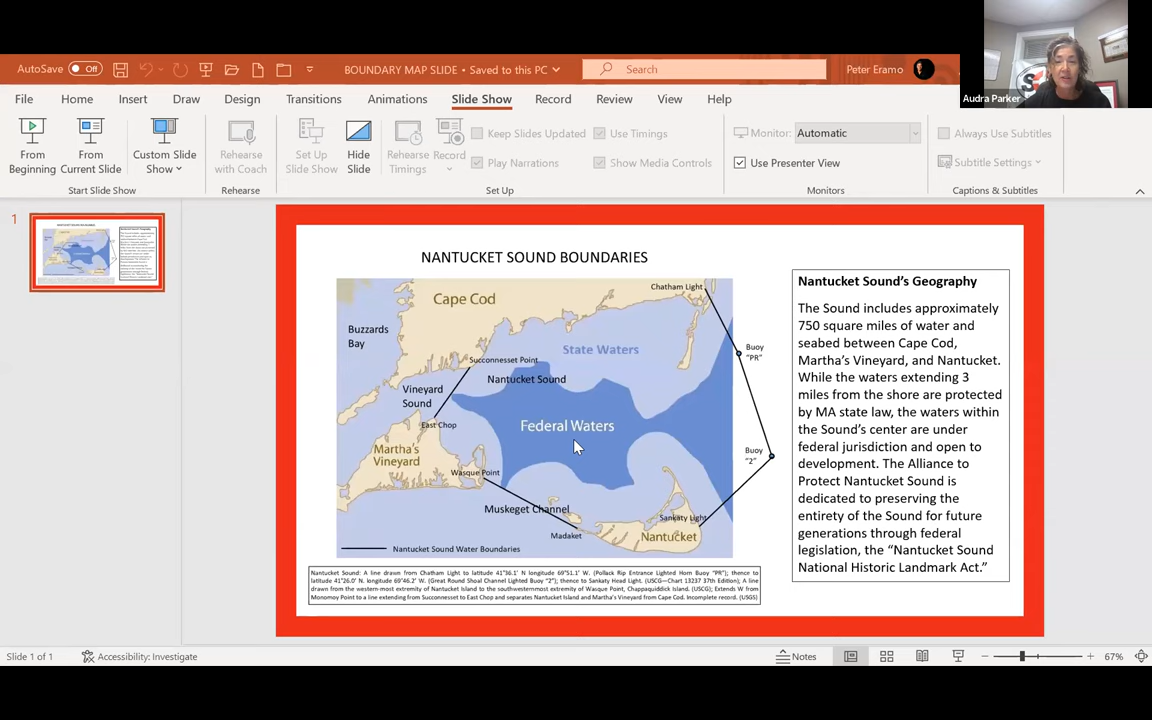 AutoSave
Off
BOUNDARY MAP SLIDE • Saved to this PC
Search
Peter Eramo
Audra Parker
File
Home
Insert
Draw
Design
Transitions
Animations
Slide Show
Record
Review
View
Help
From
Beginning
From
Current Slide
Custom Slide
Show
Start Slide Show
Rehearse
with Coach
Rehearse
Set Up
Slide Show
Hide
Slide
Rehearse
Timings
Record
Keep Slides Updated
Use Timings
Play Narrations
Show Media Controls
Set Up
Monitor:
Automatic
Use Presenter View
Monitors
Always Use Subtitles
Subtitle Settings
Captions & Subtitles
1
NANTUCKET SOUND BOUNDARIES
Cape Cod
Chatham Light
Buzzards
Bay
State Waters
Buoy
"PR"
Succonnesset Point
Nantucket Sound
Vineyard
Sound
East Chop
Federal Waters
Martha's
Vineyard
Wasque Point
Buoy
"2"
Muskeget Channel
Sankaty Light
Madaket
Nantucket
Nantucket Sound Water Boundaries
Nantucket Sound: A line drawn from Chatham Light to latitude 41°36.1' N. longitude 69°51.1' W. (Pollack Rip Entrance Lighted Horn Buoy "PR"); thence to
latitude 41°26.0' N. longitude 69°46.2' W. (Great Round Shoal Channel Lighted Buoy "2"); thence to Sankaty Head Light. (USCG—Chart 13237 37th Edition); A line
drawn from the western-most extremity of Nantucket Island to the southwesternmost extremity of Wasque Point, Chappaquiddick Island. (USCG); Extends W from
Monomoy Point to a line extending from Succonnesset to East Chop and separates Nantucket Island and Martha's Vineyard from Cape Cod. Incomplete record. (USGS)
Nantucket Sound's Geography
The Sound includes approximately
750 square miles of water and
seabed between Cape Cod,
Martha's Vineyard, and Nantucket.
While the waters extending 3
miles from the shore are protected
by MA state law, the waters within
the Sound's center are under
federal jurisdiction and open to
development. The Alliance to
Protect Nantucket Sound is
dedicated to preserving the
entirety of the Sound for future
generations through federal
legislation, the "Nantucket Sound
National Historic Landmark Act."
Slide 1 of 1
Accessibility: Investigate
Notes
67%